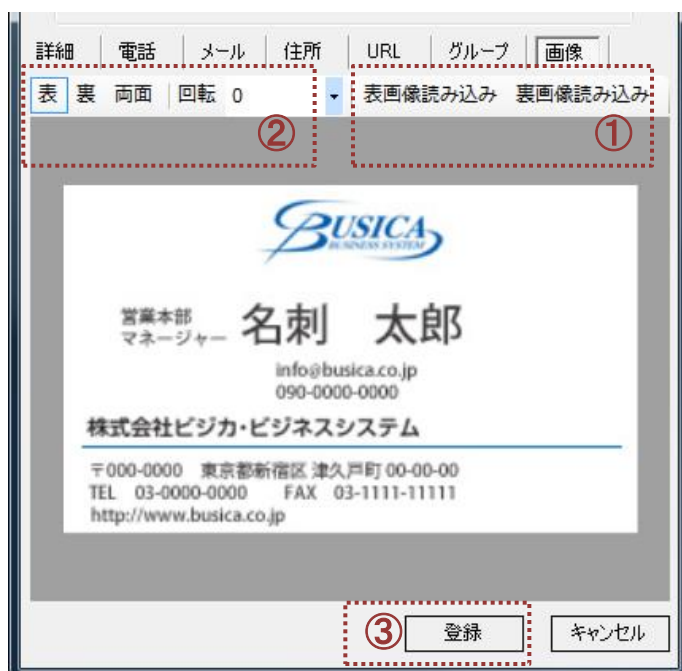 詳細 電話 メール 住所 URL グループ 画像
表 裏 両面 回転 0 表画像読み込み 裏画像読み込み
② ①
BUSICA
BUSINESS SYSTEM
営業本部
マネージャー 名刺 太郎
info@busica.co.jp
090-0000-0000
株式会社ビジカ・ビジネスシステム
〒000-0000 東京都新宿区 津久戸町 00-00-00
TEL 03-0000-0000 FAX 03-1111-11111
http://www.busica.co.jp
③ 登録 キャンセル